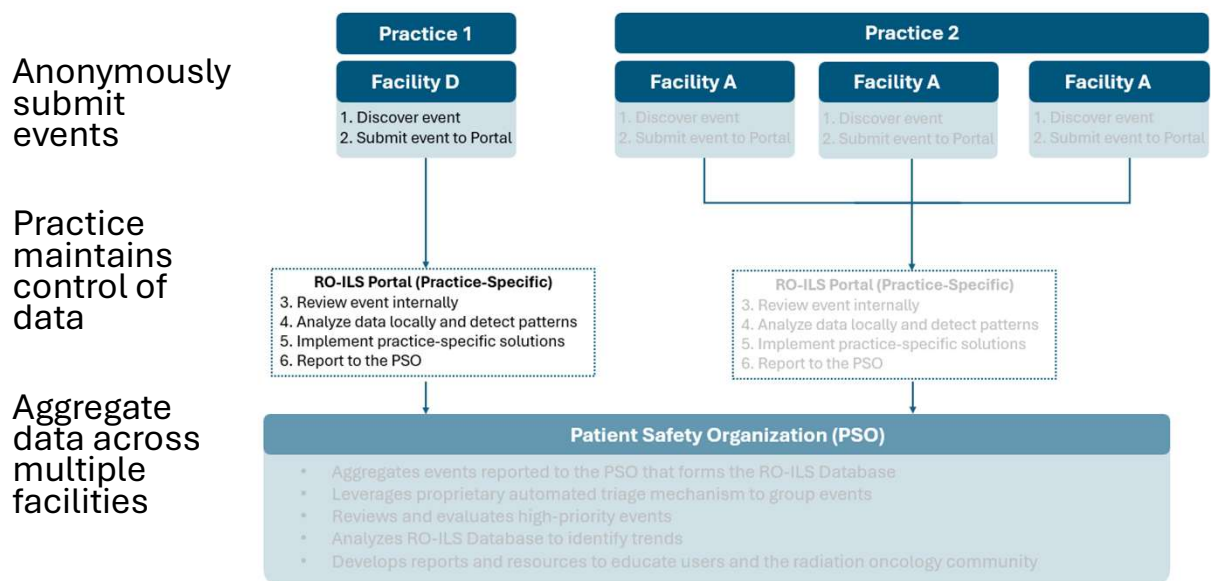 Anonymously
submit
events
Practice 1
Facility D
1. Discover event
2. Submit event to Portal
Practice 2
Facility A
1. Discover event
2. Submit event to Portal
Facility A
1. Discover event
2. Submit event to Portal
Facility A
1. Discover event
2. Submit event to Portal
Practice
maintains
control of
data
RO-ILS Portal (Practice-Specific)
3. Review event internally
4. Analyze data locally and detect patterns
5. Implement practice-specific solutions
6. Report to the PSO
RO-ILS Portal (Practice-Specific)
3. Review event internally
4. Analyze data locally and detect patterns
5. Implement practice-specific solutions
6. Report to the PSO
Aggregate
data across
multiple
facilities
Patient Safety Organization (PSO)
• Aggregates events reported to the PSO that forms the RO-ILS Database
• Leverages proprietary automated triage mechanism to group events
• Reviews and evaluates high-priority events
• Analyzes RO-ILS Database to identify trends
• Develops reports and resources to educate users and the radiation oncology community